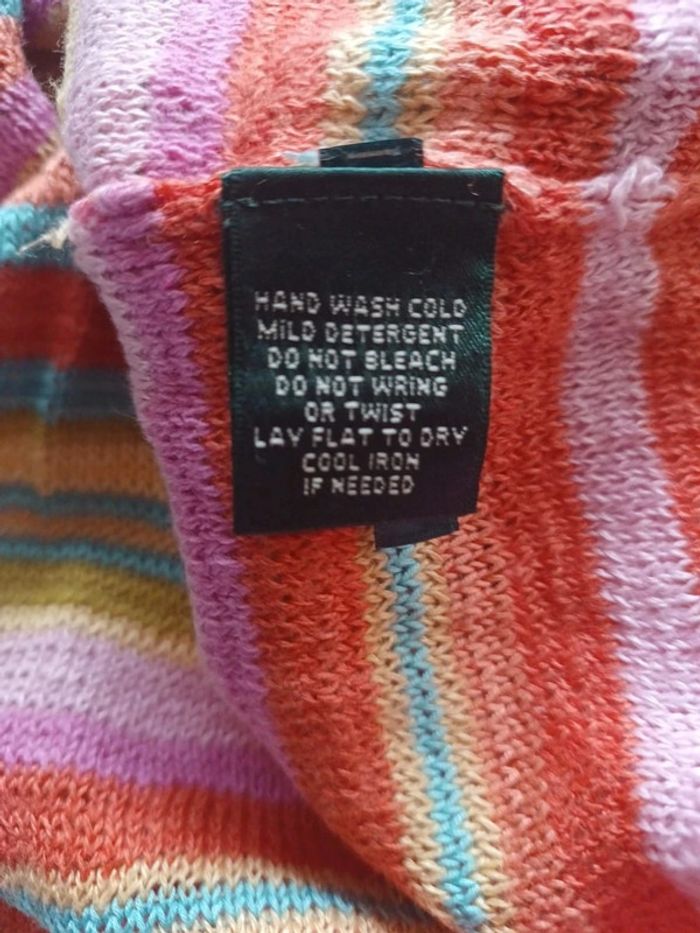 HAND WASH COLD
MILD DETERGENT
DO NOT BLEACH
DO NOT WRING
OR TWIST
LAY FLAT TO DRY
COOL IRON
IF NEEDED